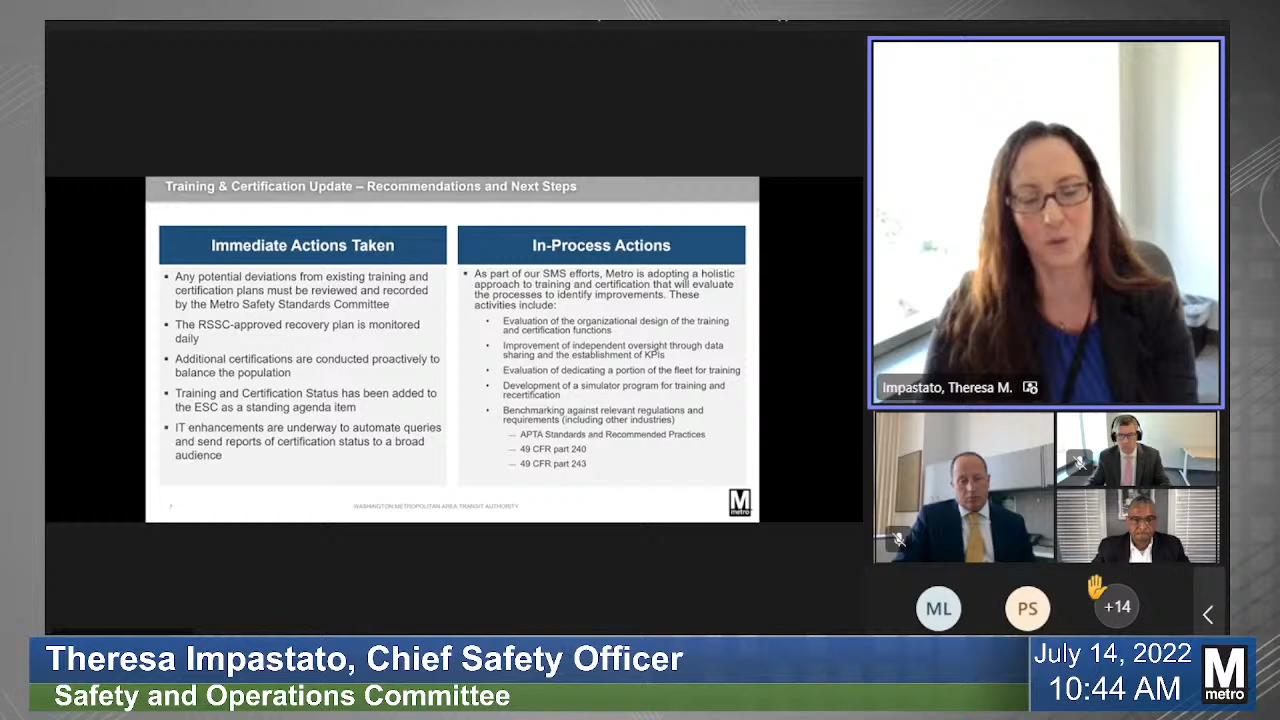 Training & Certification Update – Recommendations and Next Steps
Immediate Actions Taken
▪ Any potential deviations from existing training and
certification plans must be reviewed and recorded
by the Metro Safety Standards Committee
▪ The RSSC-approved recovery plan is monitored
daily
▪ Additional certifications are conducted proactively to
balance the population
▪ Training and Certification Status has been added to
the ESC as a standing agenda item
▪ IT enhancements are underway to automate queries
and send reports of certification status to a broad
audience
In-Process Actions
▪ As part of our SMS efforts, Metro is adopting a holistic
approach to training and certification that will evaluate
the processes to identify improvements. These
activities include:
• Evaluation of the organizational design of the training
and certification functions
• Improvement of independent oversight through data
sharing and the establishment of KPIs
• Evaluation of dedicating a portion of the fleet for training
• Development of a simulator program for training and
recertification
• Benchmarking against relevant regulations and
requirements (including other industries)
— APTA Standards and Recommended Practices
— 49 CFR part 240
— 49 CFR part 243
7
WASHINGTON METROPOLITAN AREA TRANSIT AUTHORITY
M
metro
Impastato, Theresa M.
ML
PS
+14
Theresa Impastato, Chief Safety Officer
Safety and Operations Committee
July 14, 2022
10:44 AM
M
metro